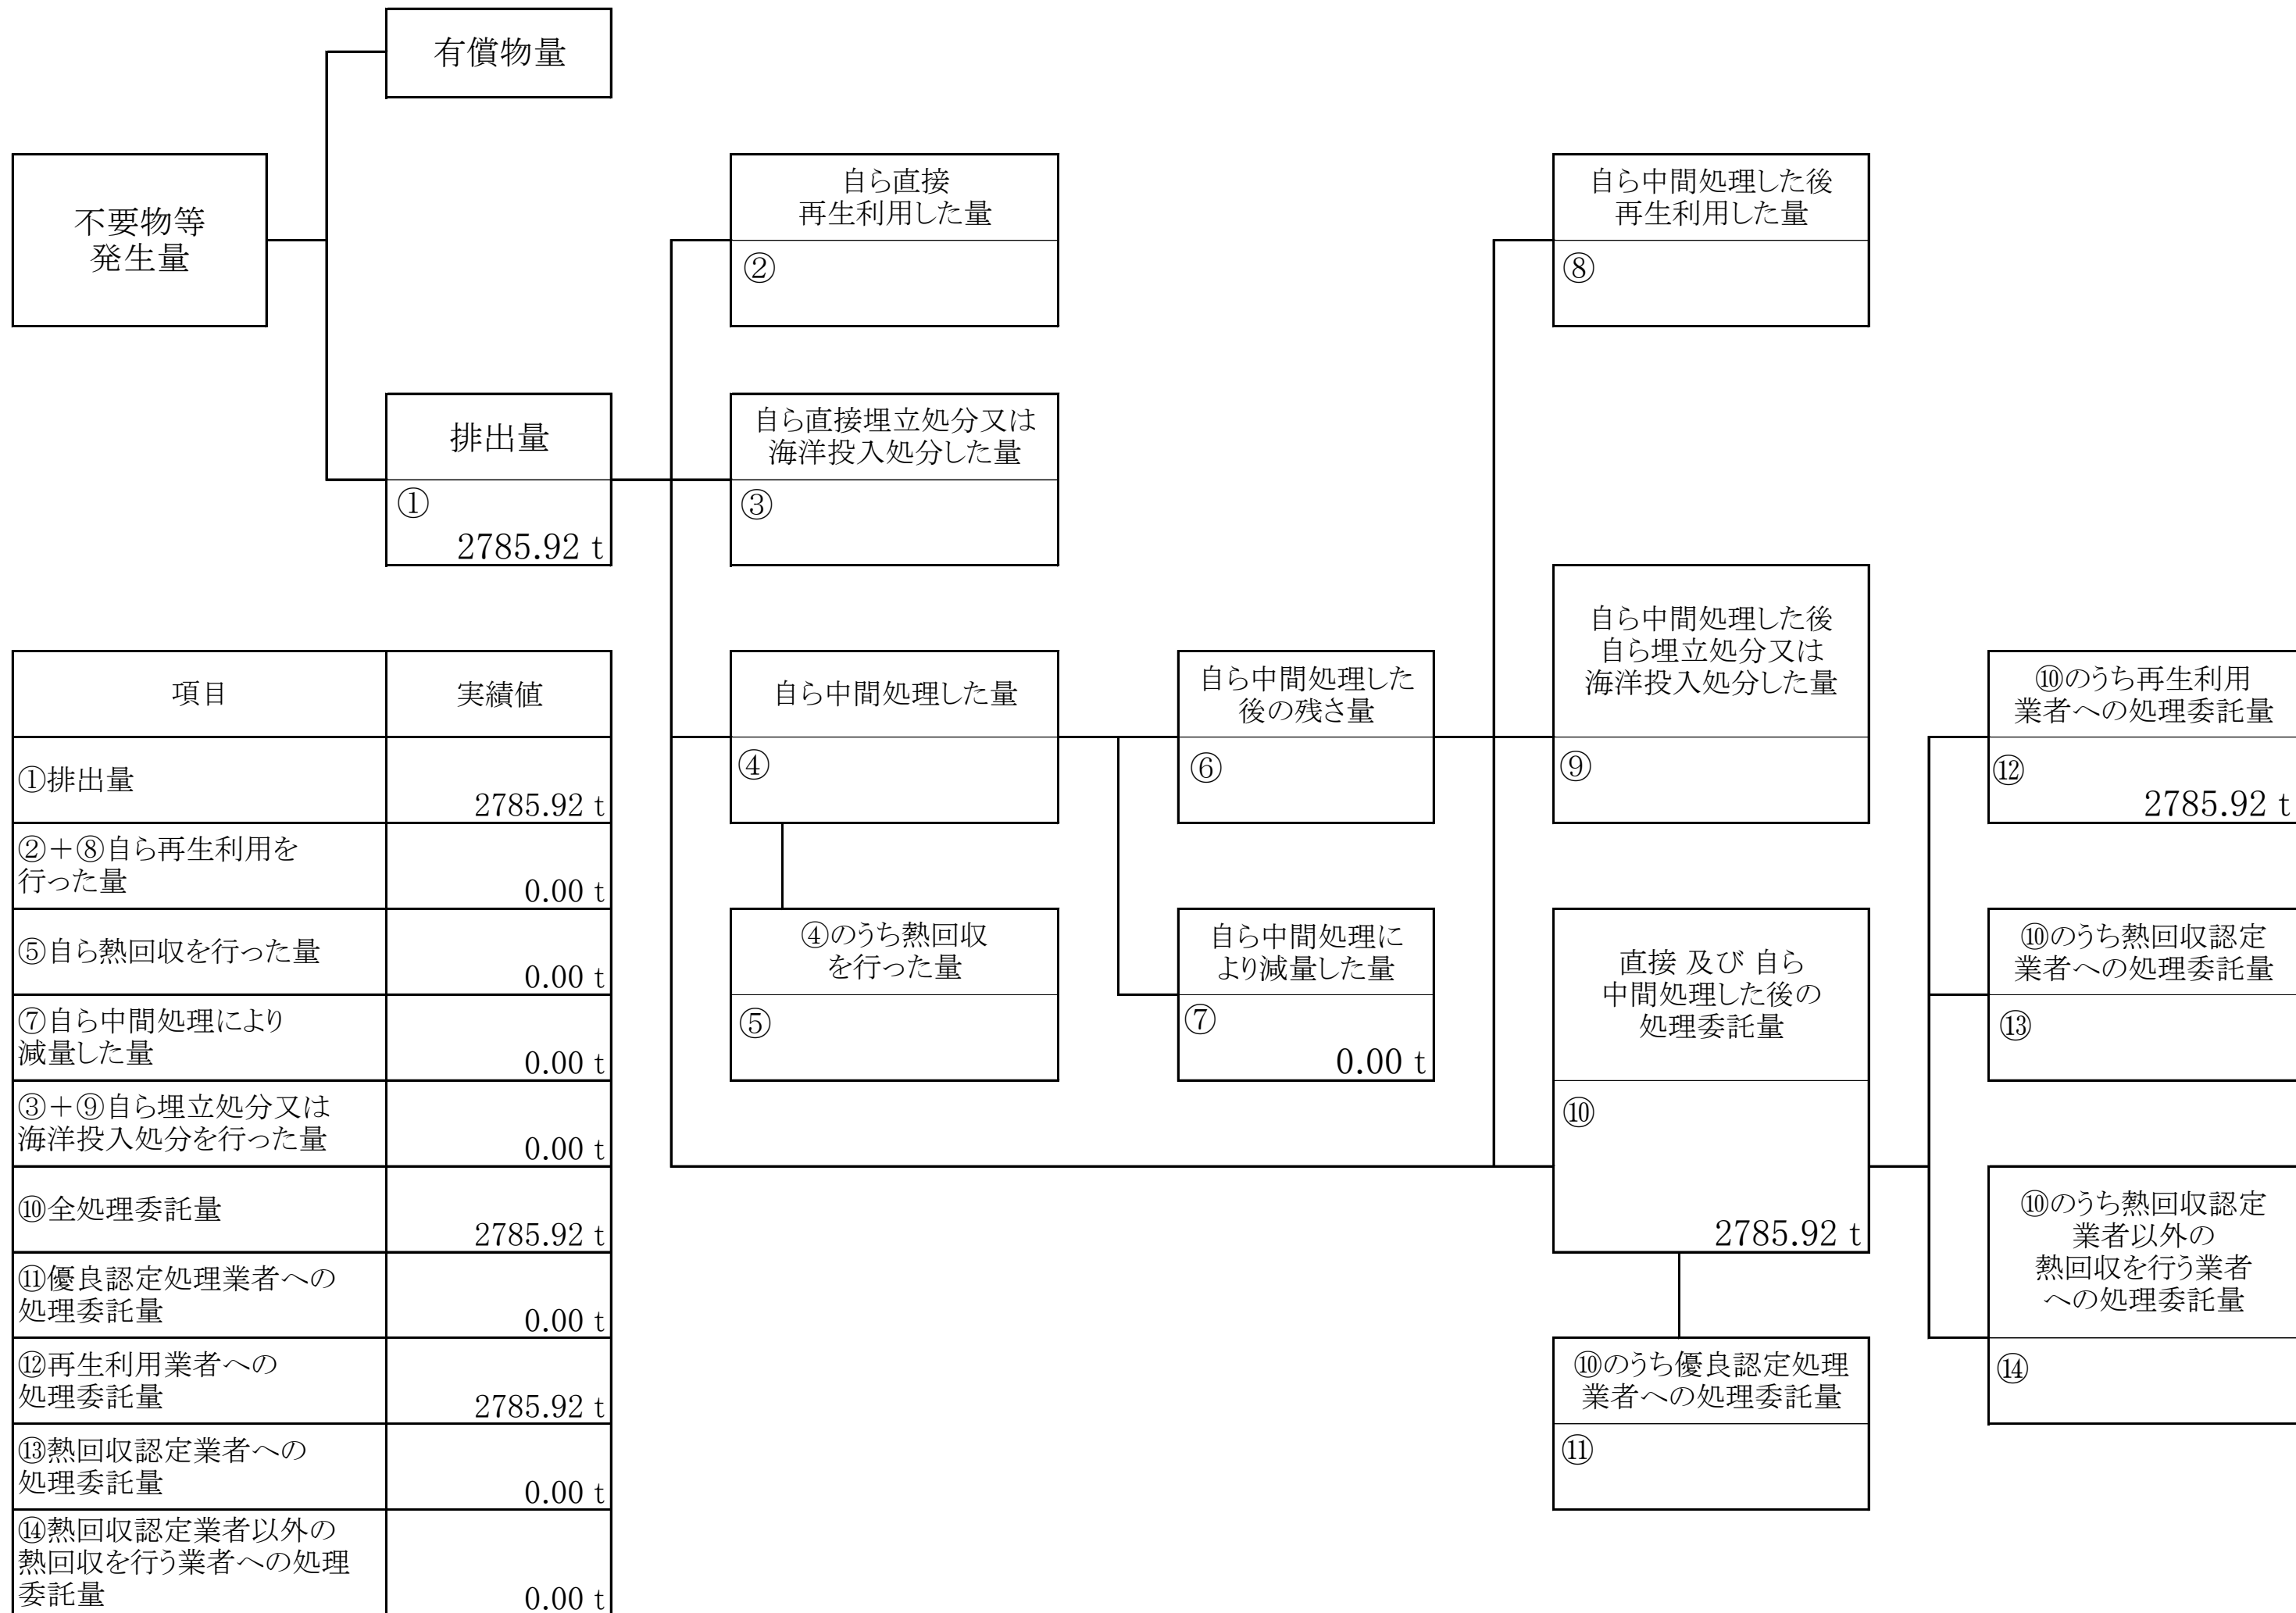 有償物量
不要物等
発生量
自ら直接
再生利用した量
②
自ら中間処理した後
再生利用した量
⑧
排出量
①
2785.92 t
自ら直接埋立処分又は
海洋投入処分した量
③
自ら中間処理した量
④
自ら中間処理した
後の残さ量
⑥
自ら中間処理した後
自ら埋立処分又は
海洋投入処分した量
⑨
⑩のうち再生利用
業者への処理委託量
⑫
2785.92 t
④のうち熱回収
を行った量
⑤
自ら中間処理に
より減量した量
⑦
0.00 t
直接 及び 自ら
中間処理した後の
処理委託量
⑩
2785.92 t
⑩のうち熱回収認定
業者への処理委託量
⑬
⑩のうち熱回収認定
業者以外の
熱回収を行う業者
への処理委託量
⑭
⑩のうち優良認定処理
業者への処理委託量
⑪
項目 実績値
①排出量
2785.92 t
②＋⑧自ら再生利用を
行った量
0.00 t
⑤自ら熱回収を行った量
0.00 t
⑦自ら中間処理により
減量した量
0.00 t
③＋⑨自ら埋立処分又は
海洋投入処分を行った量
0.00 t
⑩全処理委託量
2785.92 t
⑪優良認定処理業者への
処理委託量
0.00 t
⑫再生利用業者への
処理委託量
2785.92 t
⑬熱回収認定業者への
処理委託量
0.00 t
⑭熱回収認定業者以外の
熱回収を行う業者への処理
委託量
0.00 t